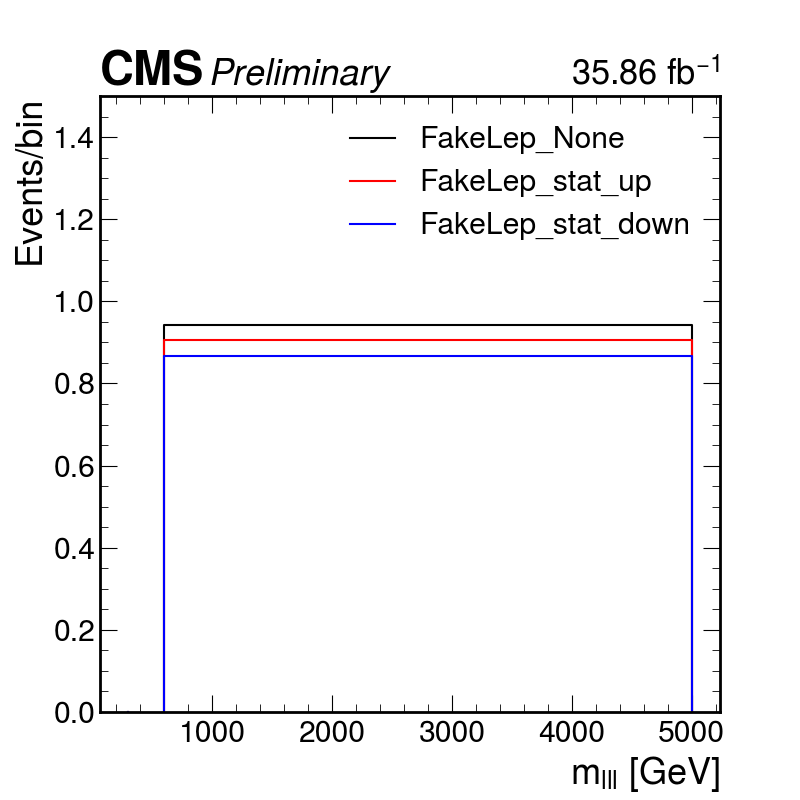 CMS Preliminary 35.86 fb⁻¹
Events/bin
FakeLep_None
FakeLep_stat_up
FakeLep_stat_down
1.4
1.2
1.0
0.8
0.6
0.4
0.2
0.0
1000 2000 3000 4000 5000
m_lll [GeV]